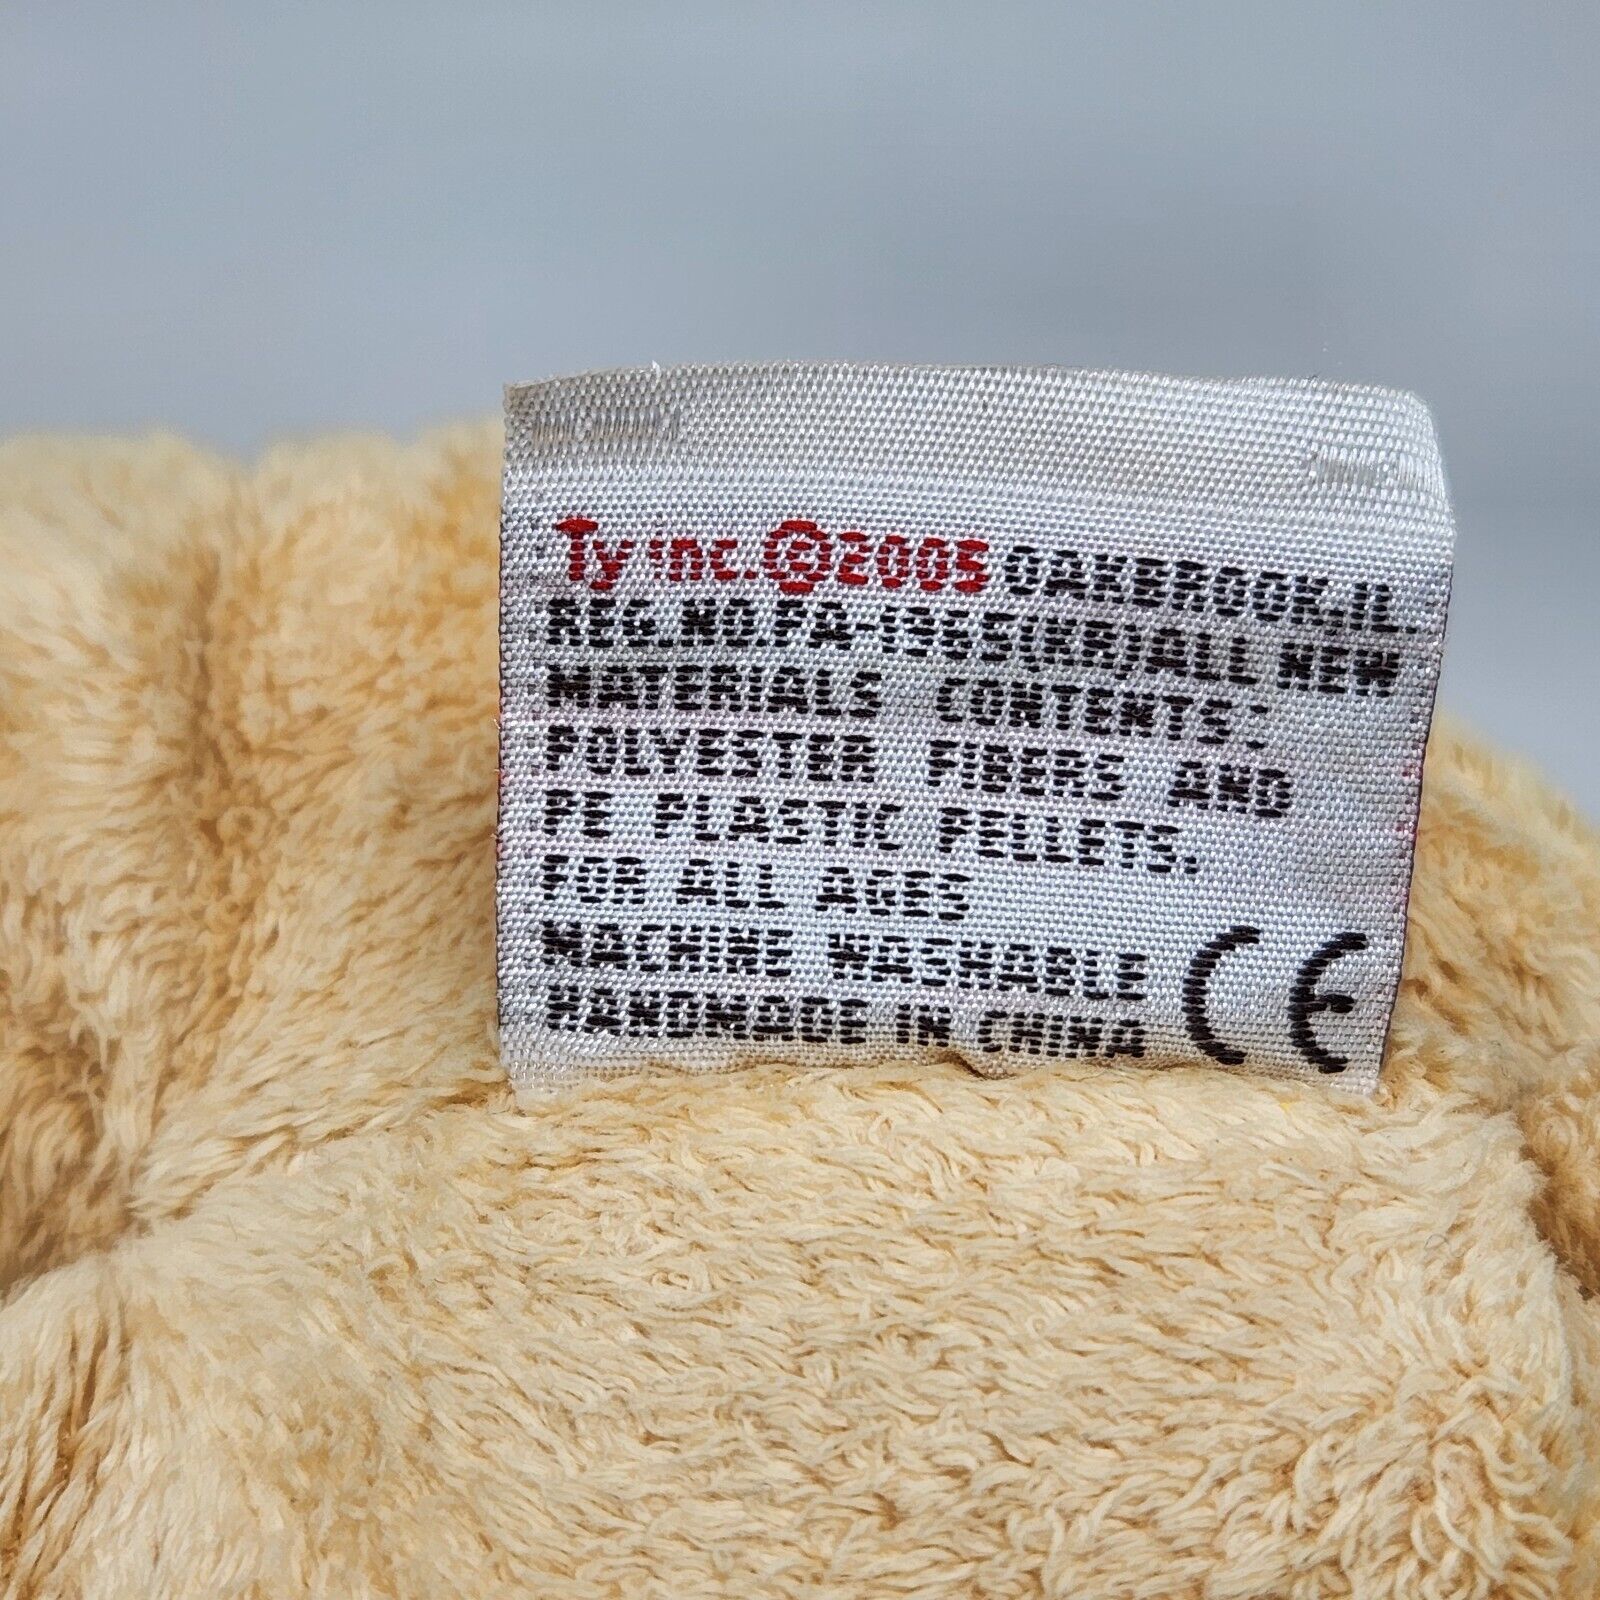 Ty inc.℗2005 OAKBROOK,IL.
REG.NO.PA-1965(KR)ALL NEW
MATERIALS CONTENTS:
POLYESTER FIBERS AND
PE PLASTIC PELLETS.
FOR ALL AGES
MACHINE WASHABLE
HANDMADE IN CHINA CE